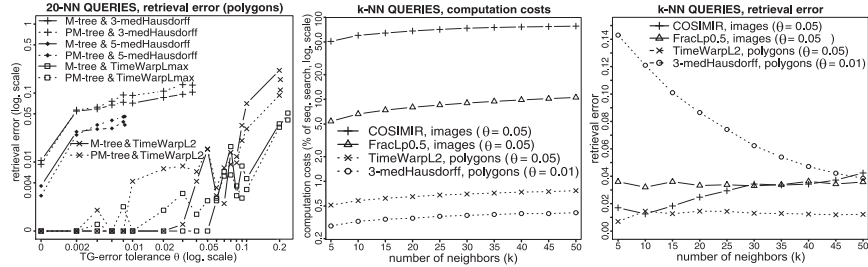 20-NN QUERIES, retrieval error (polygons)
M-tree & 3-medHausdorff
PM-tree & 3-medHausdorff
M-tree & 5-medHausdorff
PM-tree & 5-medHausdorff
M-tree & TimeWarpLmax
PM-tree & TimeWarpLmax
M-tree & TimeWarpL2
PM-tree & TimeWarpL2
retrieval error (log. scale)
0.1
0.05
0.01
0.004
0
0
0.002
0.01
0.02
0.05
0.1
0.2
TG-error tolerance θ (log. scale)
k-NN QUERIES, computation costs
COSIMIR, images (θ = 0.05)
FracLp0.5, images (θ = 0.05)
TimeWarpL2, polygons (θ = 0.05)
3-medHausdorff, polygons (θ = 0.01)
computation costs (% of seq. search, log. scale)
50.0
20.0
10.0
5.0
2.0
1.0
0.5
0.2
5 10 15 20 25 30 35 40 45 50
number of neighbors (k)
k-NN QUERIES, retrieval error
COSIMIR, images (θ = 0.05)
FracLp0.5, images (θ = 0.05 )
TimeWarpL2, polygons (θ = 0.05)
3-medHausdorff, polygons (θ = 0.01)
retrieval error
0.14
0.12
0.10
0.08
0.06
0.04
0.02
0.00
5 10 15 20 25 30 35 40 45 50
number of neighbors (k)